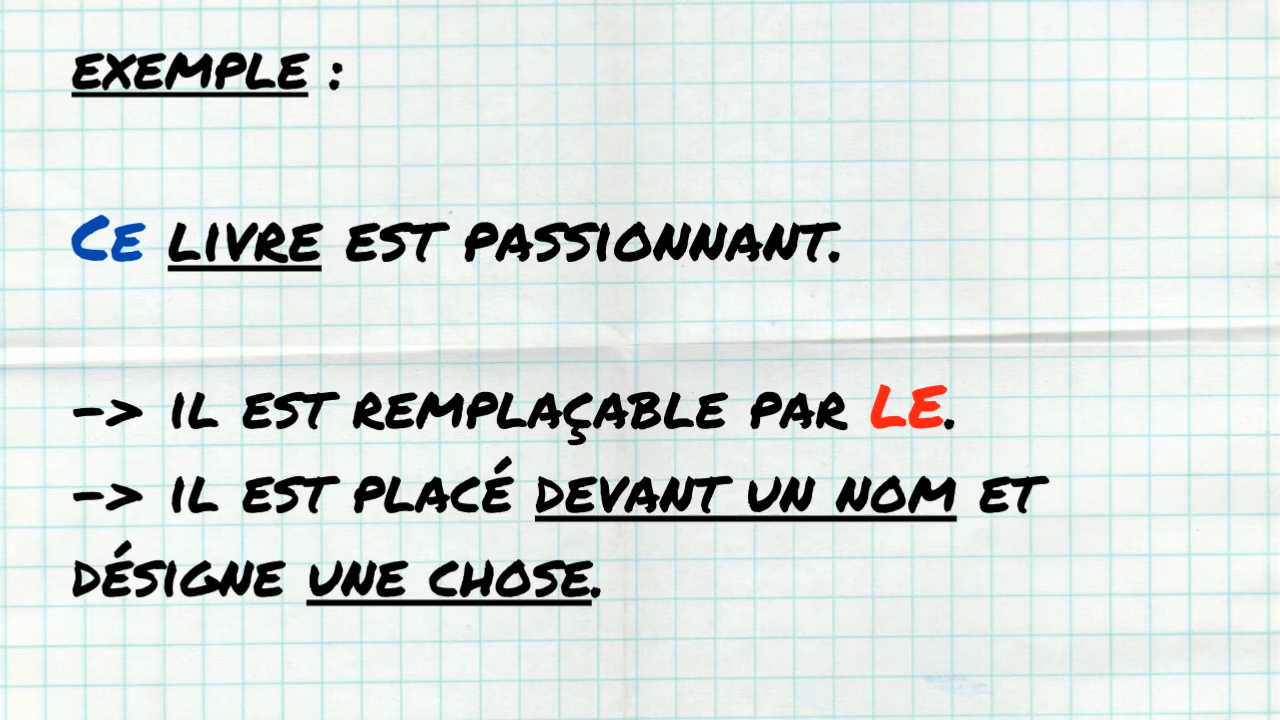 EXEMPLE :
CE LIVRE EST PASSIONNANT.
-> IL EST REMPLAÇABLE PAR LE.
-> IL EST PLACÉ DEVANT UN NOM ET
DÉSIGNE UNE CHOSE.